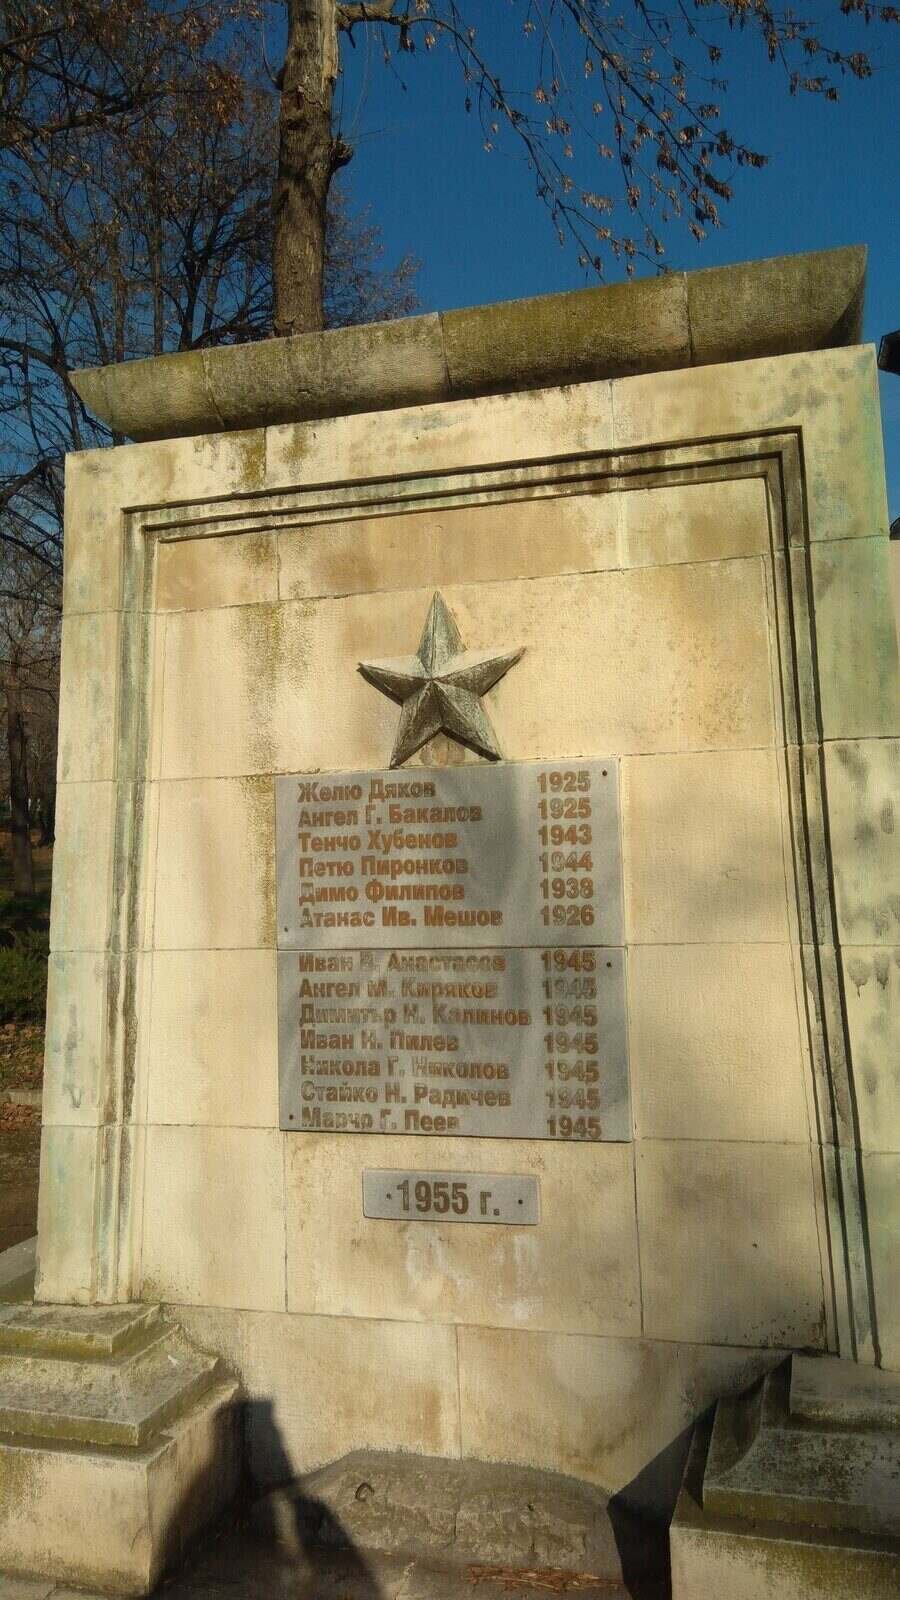 Желю Дяков 1925
Ангел Г. Бакалов 1925
Тенчо Хубенов 1943
Петю Пиронков 1944
Димо Филипов 1938
Атанас Ив. Мешов 1926
Иван В. Анастасов 1945
Ангел М. Киряков 1945
Димитър Н. Калинов 1945
Иван Н. Пилев 1945
Никола Г. Николов 1945
Стайко Н. Радичев 1945
Марчо Г. Пеев 1945
·1955 г.·